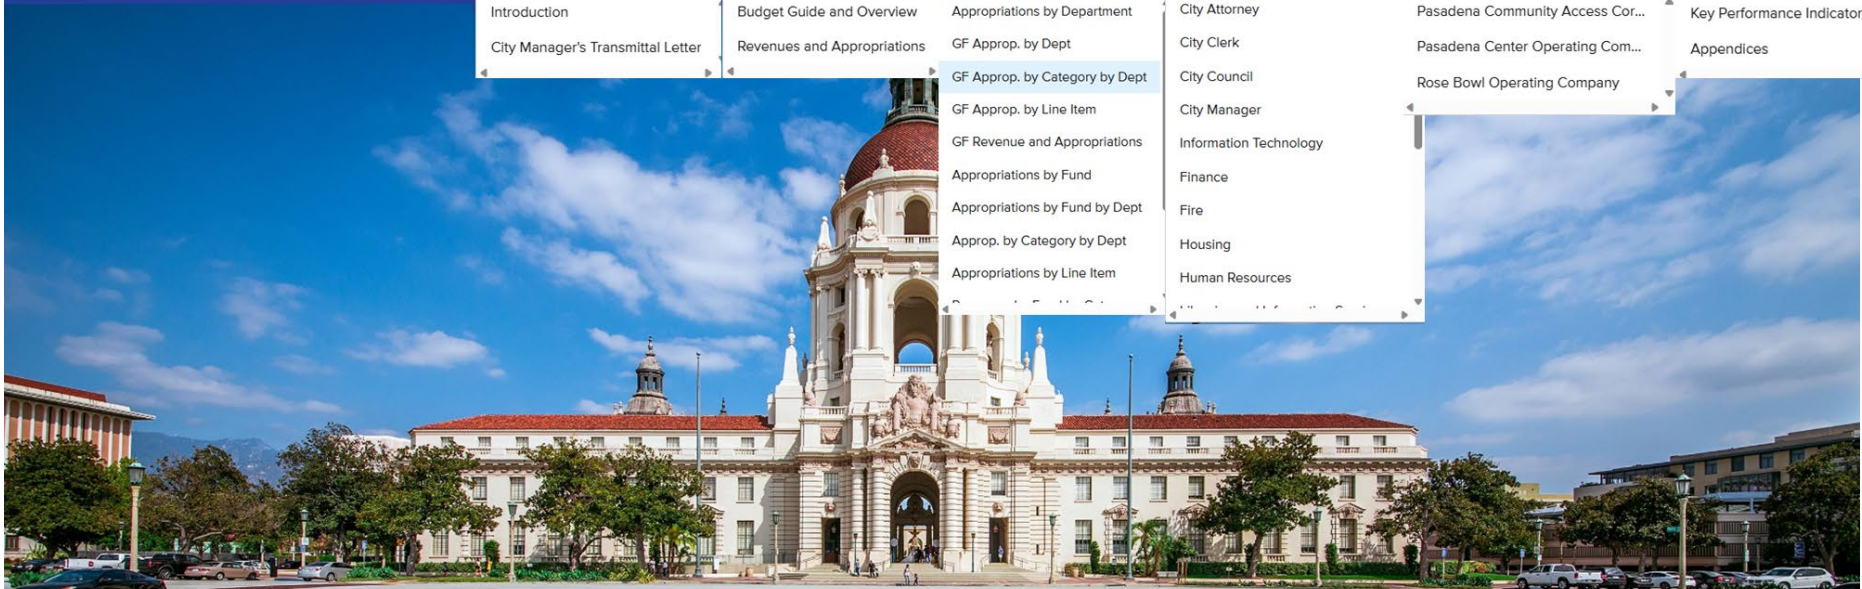 Introduction
City Manager's Transmittal Letter
Budget Guide and Overview
Revenues and Appropriations
Appropriations by Department
GF Approp. by Dept
GF Approp. by Category by Dept
GF Approp. by Line Item
GF Revenue and Appropriations
Appropriations by Fund
Appropriations by Fund by Dept
Approp. by Category by Dept
Appropriations by Line Item
City Attorney
City Clerk
City Council
City Manager
Information Technology
Finance
Fire
Housing
Human Resources
Pasadena Community Access Cor...
Pasadena Center Operating Com...
Rose Bowl Operating Company
Key Performance Indicator
Appendices